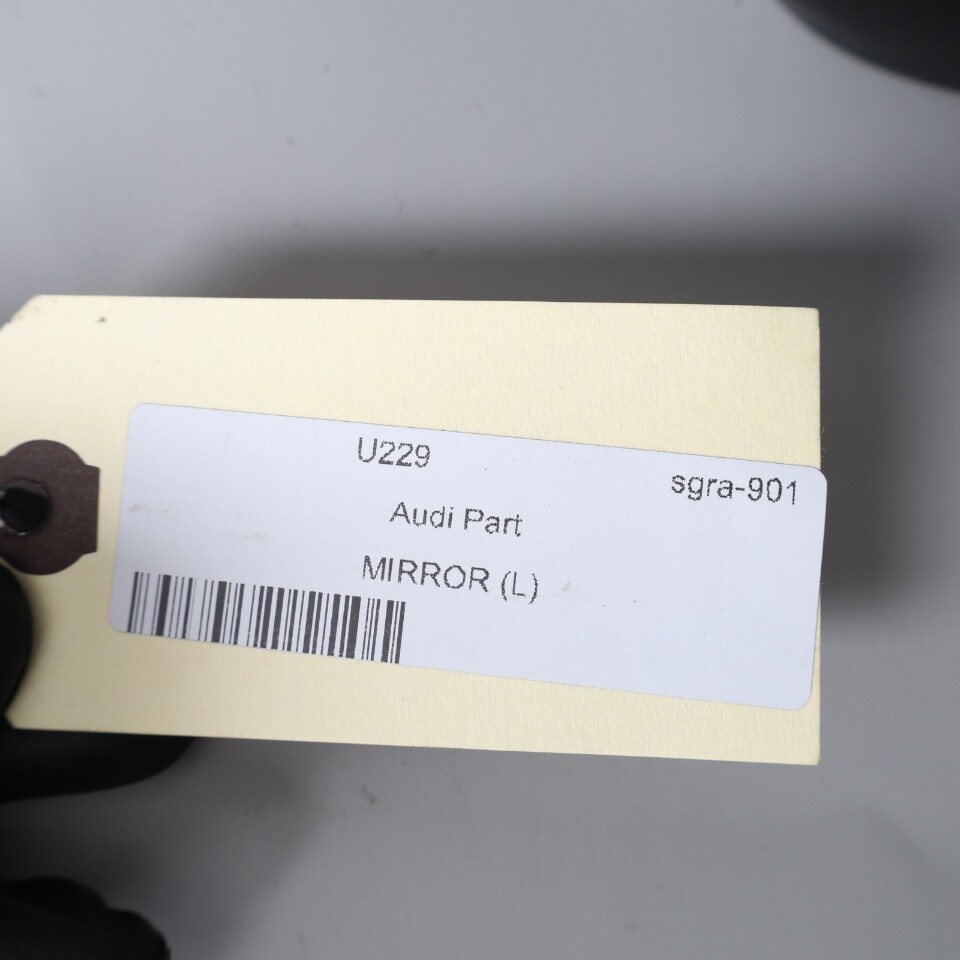 U229
sgra-901
Audi Part
MIRROR (L)